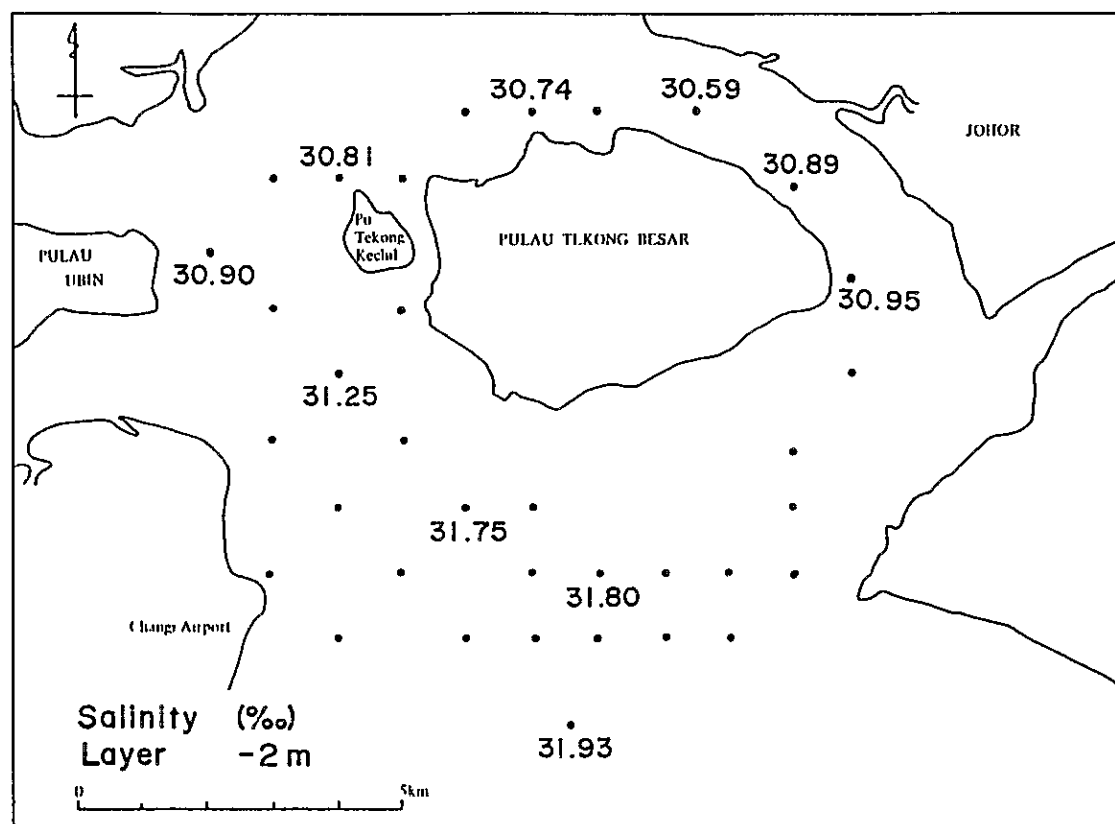 30.74
30.59
JOHOR
30.81
30.89
Pu
Tekong
Kechil
PULAU TEKONG BESAR
PULAU
UBIN
30.90
30.95
31.25
31.75
31.80
Changi Airport
Salinity (‰)
Layer -2 m
31.93
0
5km